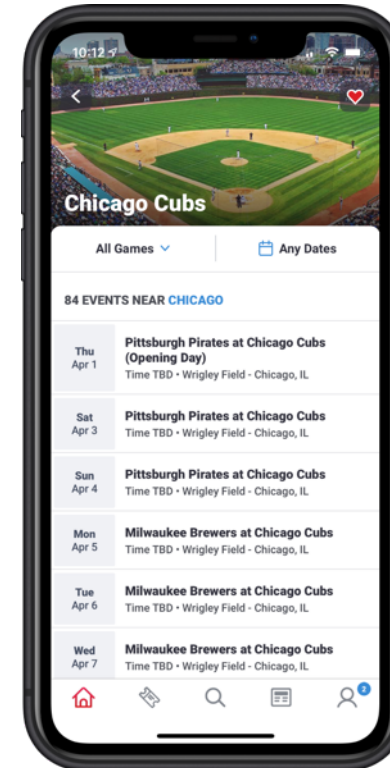 10:12
Chicago Cubs
All Games
Any Dates
84 EVENTS NEAR CHICAGO
Thu
Apr 1
Pittsburgh Pirates at Chicago Cubs
(Opening Day)
Time TBD • Wrigley Field - Chicago, IL
Sat
Apr 3
Pittsburgh Pirates at Chicago Cubs
Time TBD • Wrigley Field - Chicago, IL
Sun
Apr 4
Pittsburgh Pirates at Chicago Cubs
Time TBD • Wrigley Field - Chicago, IL
Mon
Apr 5
Milwaukee Brewers at Chicago Cubs
Time TBD • Wrigley Field - Chicago, IL
Tue
Apr 6
Milwaukee Brewers at Chicago Cubs
Time TBD • Wrigley Field - Chicago, IL
Wed
Apr 7
Milwaukee Brewers at Chicago Cubs
Time TBD • Wrigley Field - Chicago, IL
2